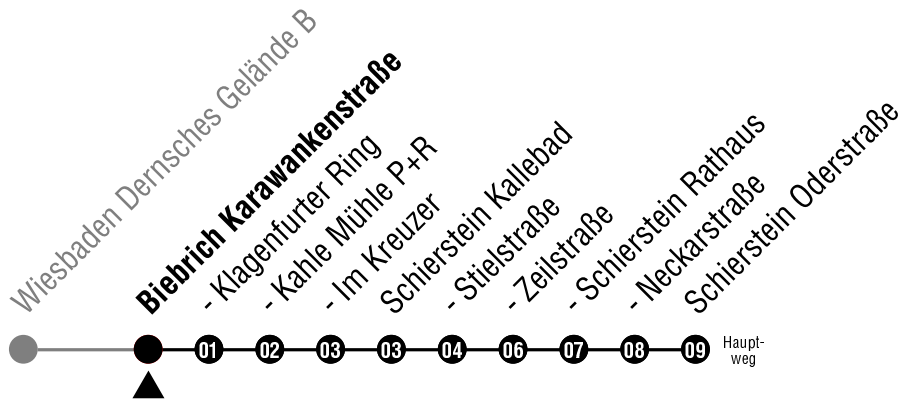 Wiesbaden Dernsches Gelände B
Biebrich Karawankenstraße
- Klagenfurter Ring
- Kahle Mühle P+R
- Im Kreuzer
Schierstein Kallebad
- Stielstraße
- Zeilstraße
- Schierstein Rathaus
- Neckarstraße
Schierstein Oderstraße
01 02 03 03 04 06 07 08 09
Haupt-
weg